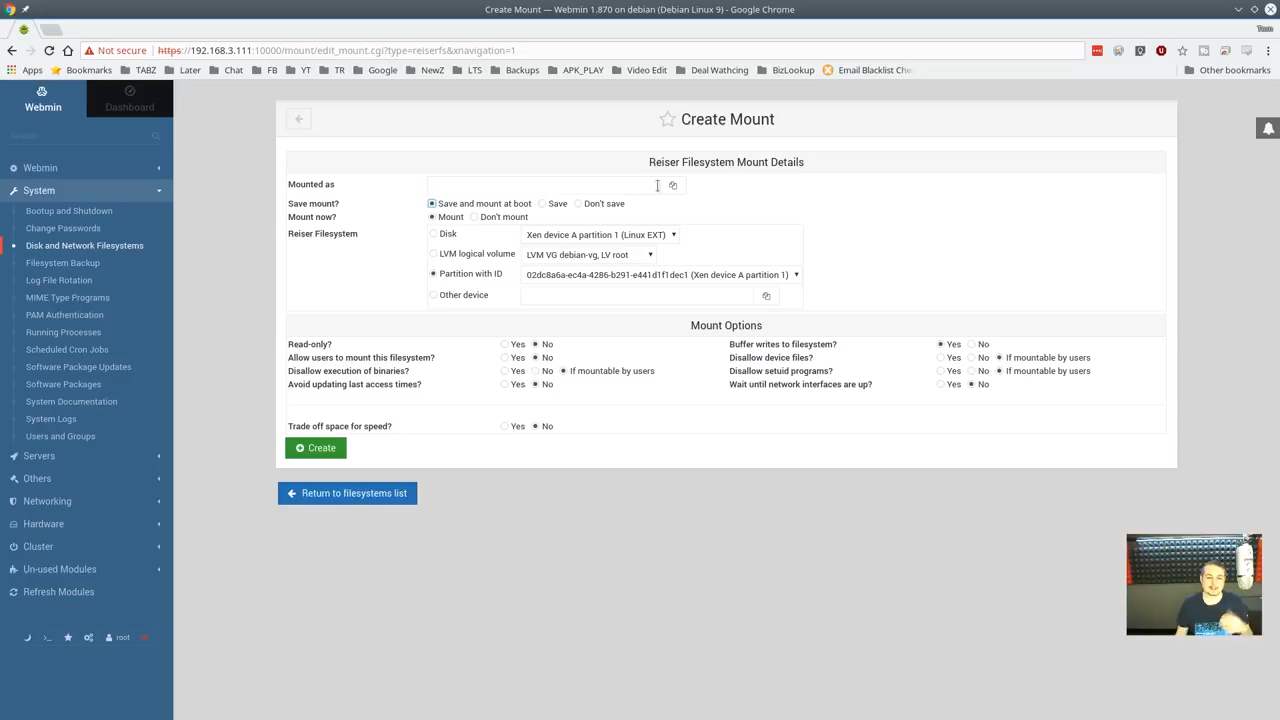 Create Mount — Webmin 1.870 on debian (Debian Linux 9) - Google Chrome
Tom
Not secure https://192.168.3.111:10000/mount/edit_mount.cgi?type=reiserfs&xnavigation=1
Apps Bookmarks TABZ Later Chat FB YT TR Google NewZ LTS Backups APK_PLAY Video Edit Deal Wathcing BizLookup Email Blacklist Che Other bookmarks
Webmin Dashboard
Search
Webmin
System
Bootup and Shutdown
Change Passwords
Disk and Network Filesystems
Filesystem Backup
Log File Rotation
MIME Type Programs
PAM Authentication
Running Processes
Scheduled Cron Jobs
Software Package Updates
Software Packages
System Documentation
System Logs
Users and Groups
Servers
Others
Networking
Hardware
Cluster
Un-used Modules
Refresh Modules
root
Create Mount
Reiser Filesystem Mount Details
Mounted as
Save mount? Save and mount at boot Save Don't save
Mount now? Mount Don't mount
Reiser Filesystem Disk Xen device A partition 1 (Linux EXT)
LVM logical volume LVM VG debian-vg, LV root
Partition with ID 02dc8a6a-ec4a-4286-b291-e441d1f1dec1 (Xen device A partition 1)
Other device
Mount Options
Read-only? Yes No Buffer writes to filesystem? Yes No
Allow users to mount this filesystem? Yes No Disallow device files? Yes No If mountable by users
Disallow execution of binaries? Yes No If mountable by users Disallow setuid programs? Yes No If mountable by users
Avoid updating last access times? Yes No Wait until network interfaces are up? Yes No
Trade off space for speed? Yes No
Create
Return to filesystems list